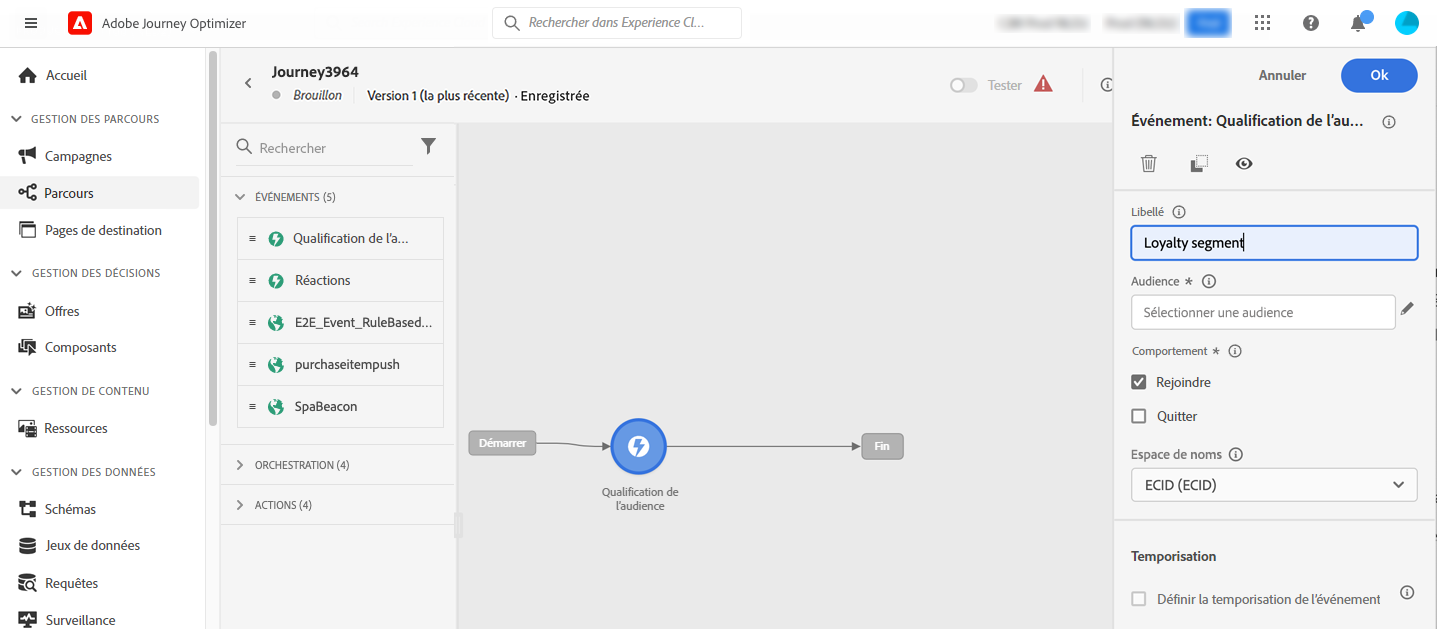 Adobe Journey Optimizer
Rechercher dans Experience Cl...
Accueil
GESTION DES PARCOURS
Campagnes
Parcours
Pages de destination
GESTION DES DÉCISIONS
Offres
Composants
GESTION DE CONTENU
Ressources
GESTION DES DONNÉES
Schémas
Jeux de données
Requêtes
Surveillance
Journey3964
Brouillon
Version 1 (la plus récente) · Enregistrée
Tester
Rechercher
ÉVÉNEMENTS (5)
Qualification de l'a...
Réactions
E2E_Event_RuleBased...
purchaseitempush
SpaBeacon
ORCHESTRATION (4)
ACTIONS (4)
Démarrer
Qualification de
l'audience
Fin
Annuler
Ok
Événement: Qualification de l'au...
Libellé
Loyalty segment
Audience *
Sélectionner une audience
Comportement *
Rejoindre
Quitter
Espace de noms
ECID (ECID)
Temporisation
Définir la temporisation de l'événement